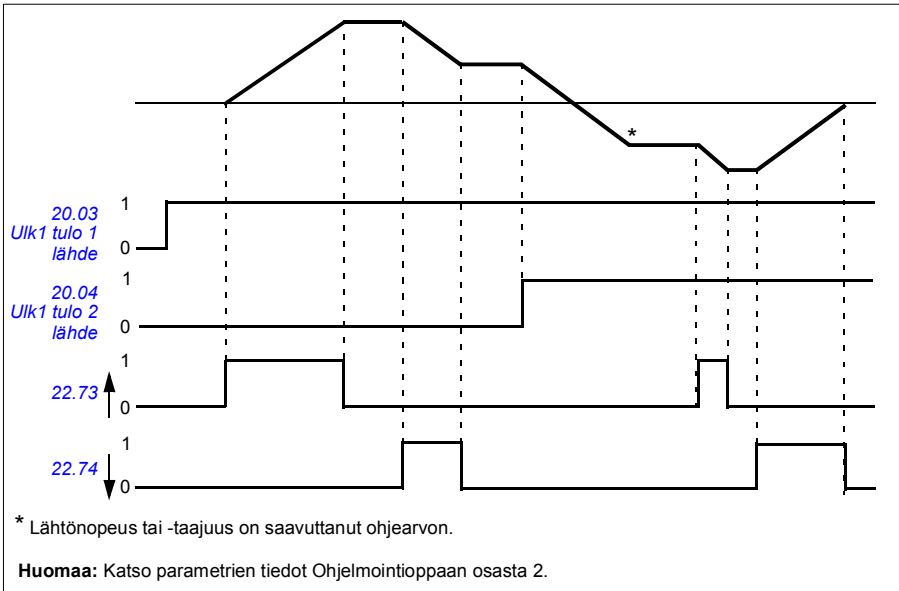 *
1
20.03
Ulk1 tulo 1
lähde
0
1
20.04
Ulk1 tulo 2
lähde
0
1
22.73
0
1
22.74
0
* Lähtönopeus tai -taajuus on saavuttanut ohjearvon.
Huomaa: Katso parametrien tiedot Ohjelmointioppaan osasta 2.